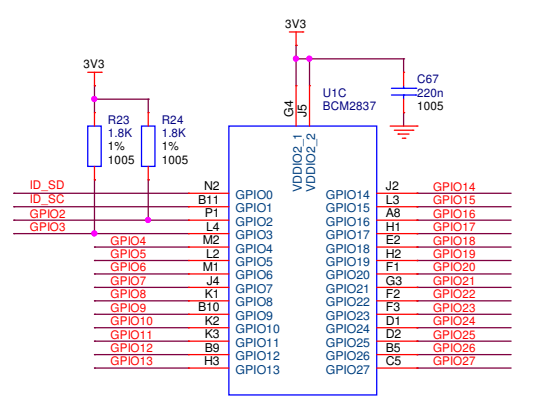 3V3
3V3
C67
220n
1005
U1C
BCM2837
G4
J5
VDDIO2_1
VDDIO2_2
R23
1.8K
1%
1005
R24
1.8K
1%
1005
ID_SD N2 GPIO0 GPIO14 J2 GPIO14
ID_SC B11 GPIO1 GPIO15 L3 GPIO15
GPIO2 P1 GPIO2 GPIO16 A8 GPIO16
GPIO3 L4 GPIO3 GPIO17 H1 GPIO17
GPIO4 M2 GPIO4 GPIO18 E2 GPIO18
GPIO5 L2 GPIO5 GPIO19 H2 GPIO19
GPIO6 M1 GPIO6 GPIO20 F1 GPIO20
GPIO7 J4 GPIO7 GPIO21 G3 GPIO21
GPIO8 K1 GPIO8 GPIO22 F2 GPIO22
GPIO9 B10 GPIO9 GPIO23 F3 GPIO23
GPIO10 K2 GPIO10 GPIO24 D1 GPIO24
GPIO11 K3 GPIO11 GPIO25 D2 GPIO25
GPIO12 B9 GPIO12 GPIO26 B5 GPIO26
GPIO13 H3 GPIO13 GPIO27 C5 GPIO27